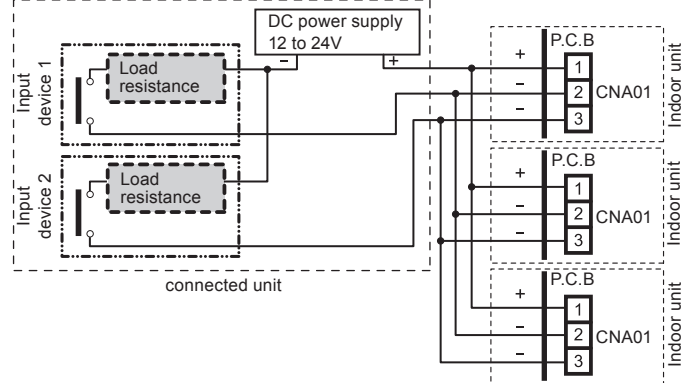 DC power supply
12 to 24V
−
+
Input
device 1
Load
resistance
Input
device 2
Load
resistance
connected unit
P.C.B
+
−
−
1
2
3
CNA01
Indoor unit
P.C.B
+
−
−
1
2
3
CNA01
Indoor unit
P.C.B
+
−
−
1
2
3
CNA01
Indoor unit